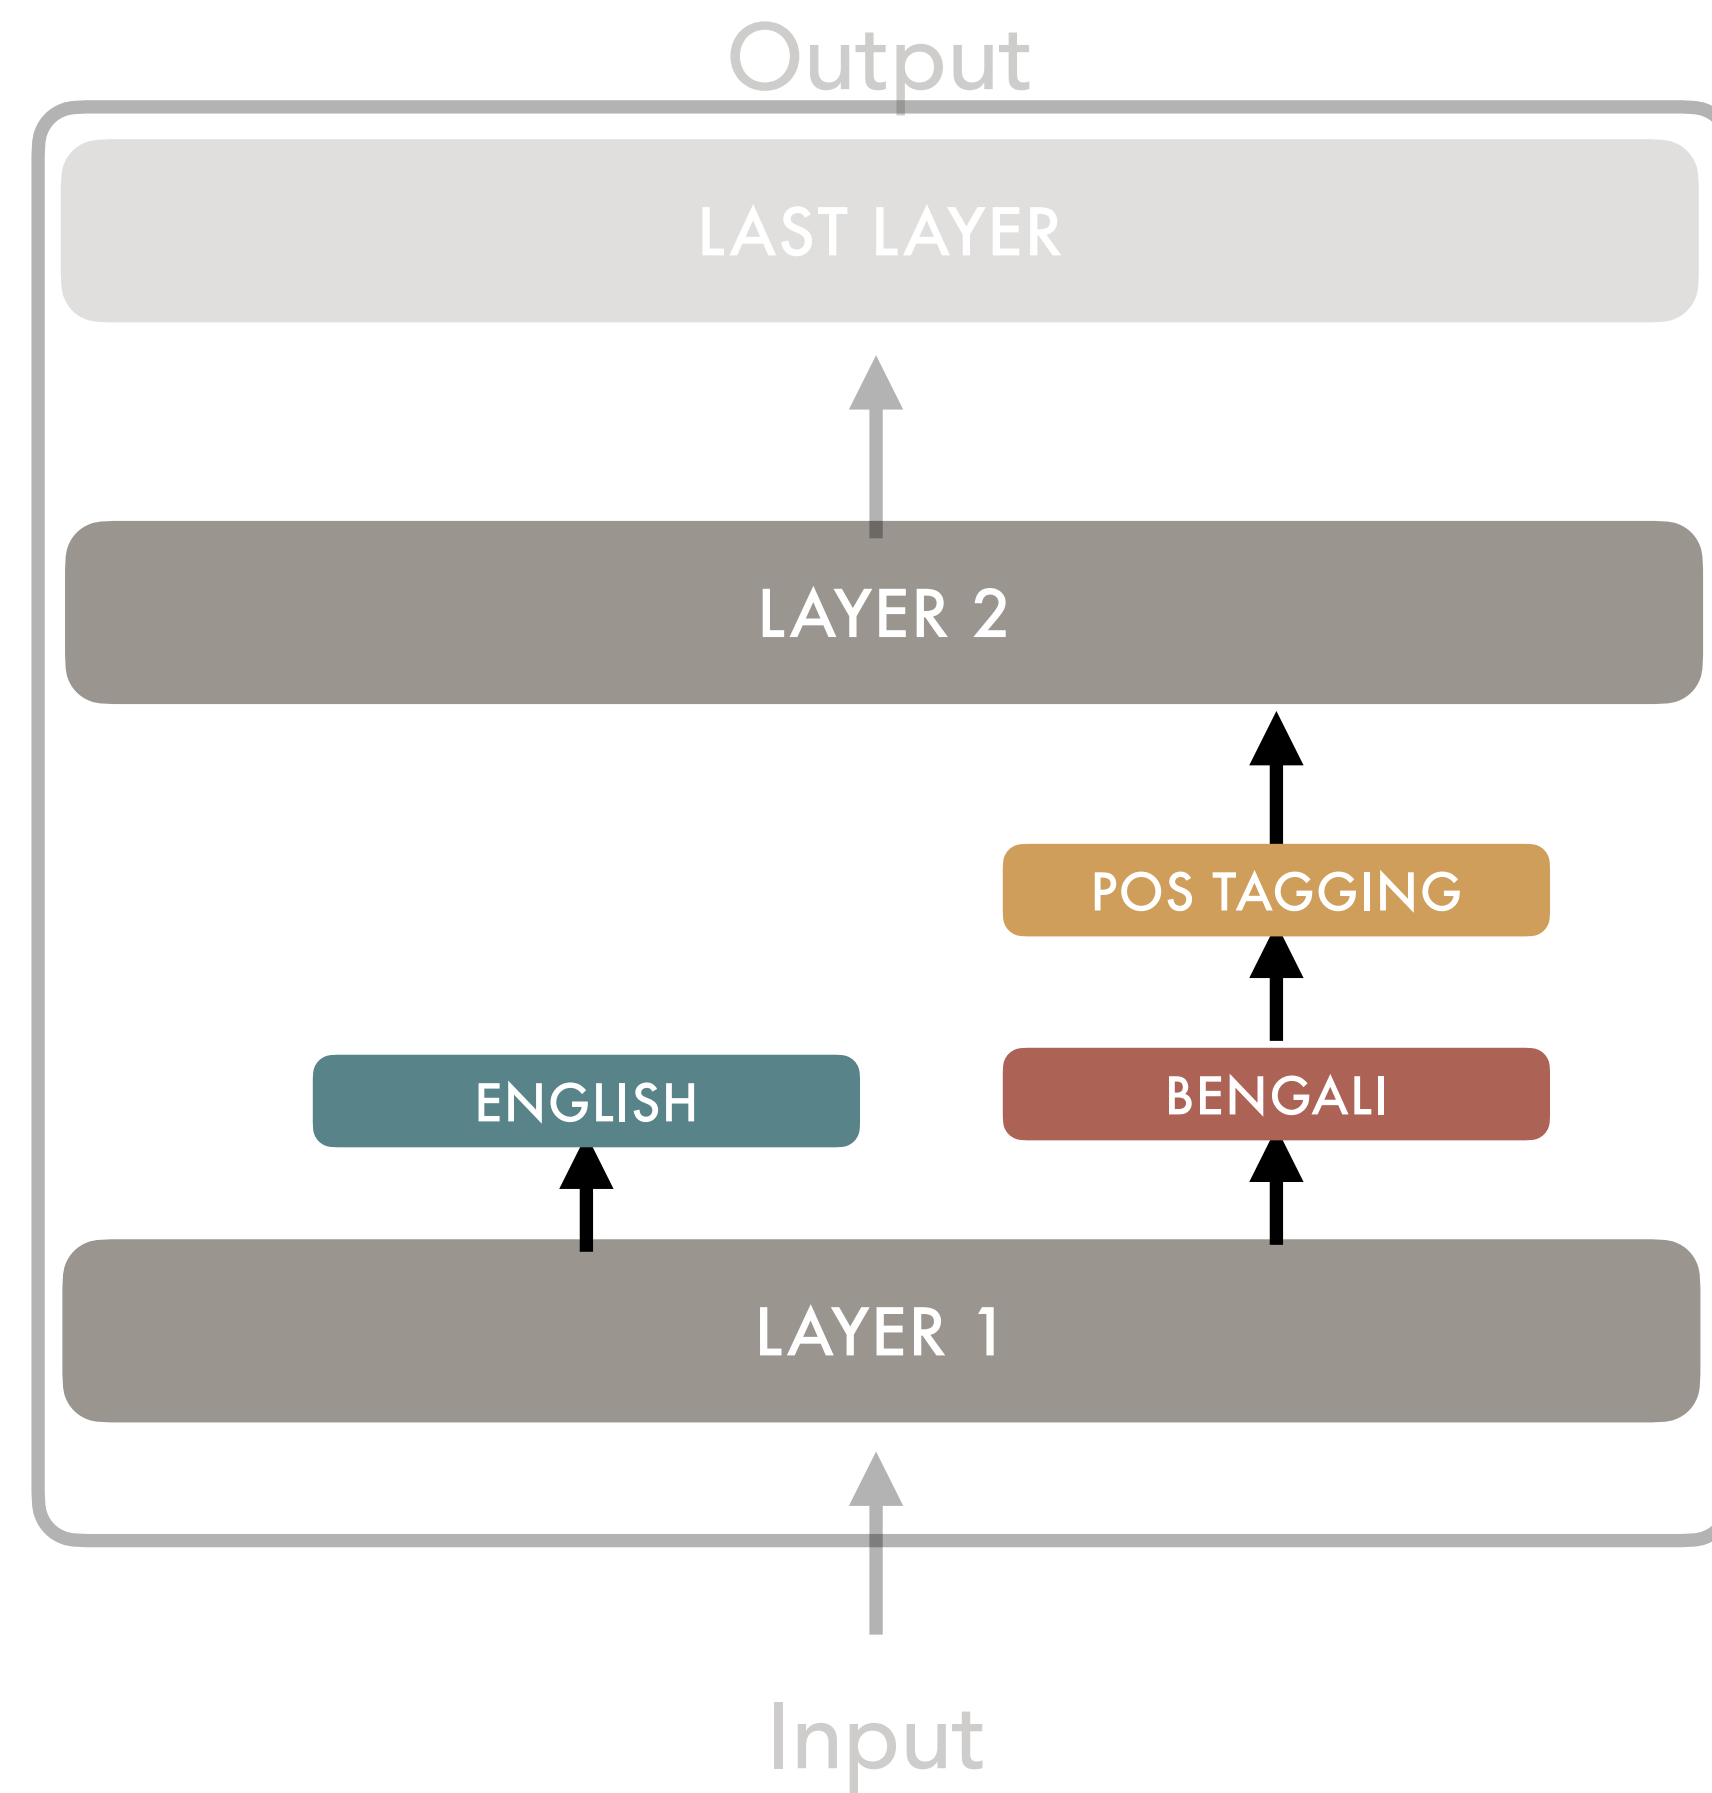 Output
LAST LAYER
LAYER 2
POS TAGGING
ENGLISH
BENGALI
LAYER 1
Input